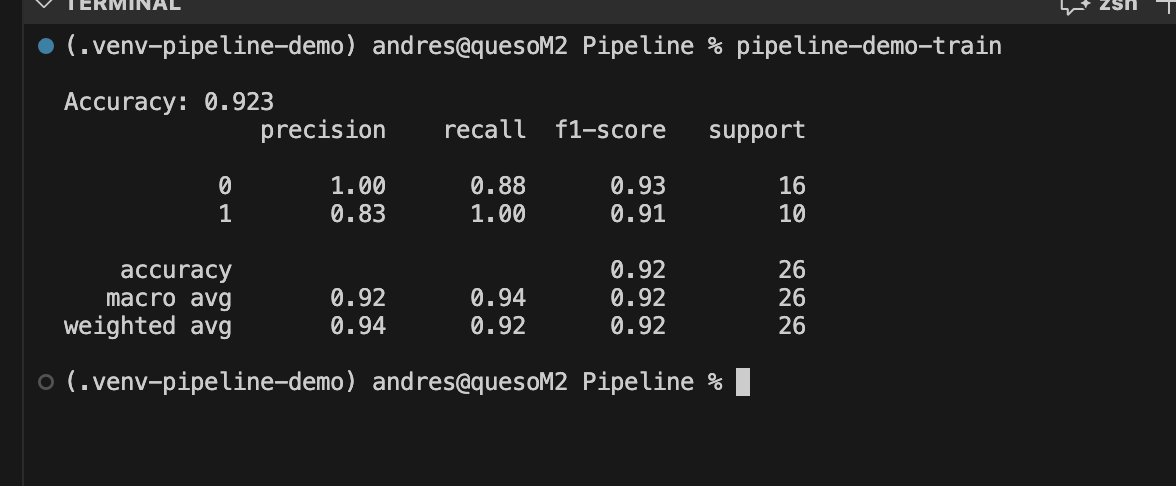 TERMINAL
zsh
(.venv-pipeline-demo) andres@quesoM2 Pipeline % pipeline-demo-train
Accuracy: 0.923
precision recall f1-score support
0 1.00 0.88 0.93 16
1 0.83 1.00 0.91 10
accuracy 0.92 26
macro avg 0.92 0.94 0.92 26
weighted avg 0.94 0.92 0.92 26
(.venv-pipeline-demo) andres@quesoM2 Pipeline %